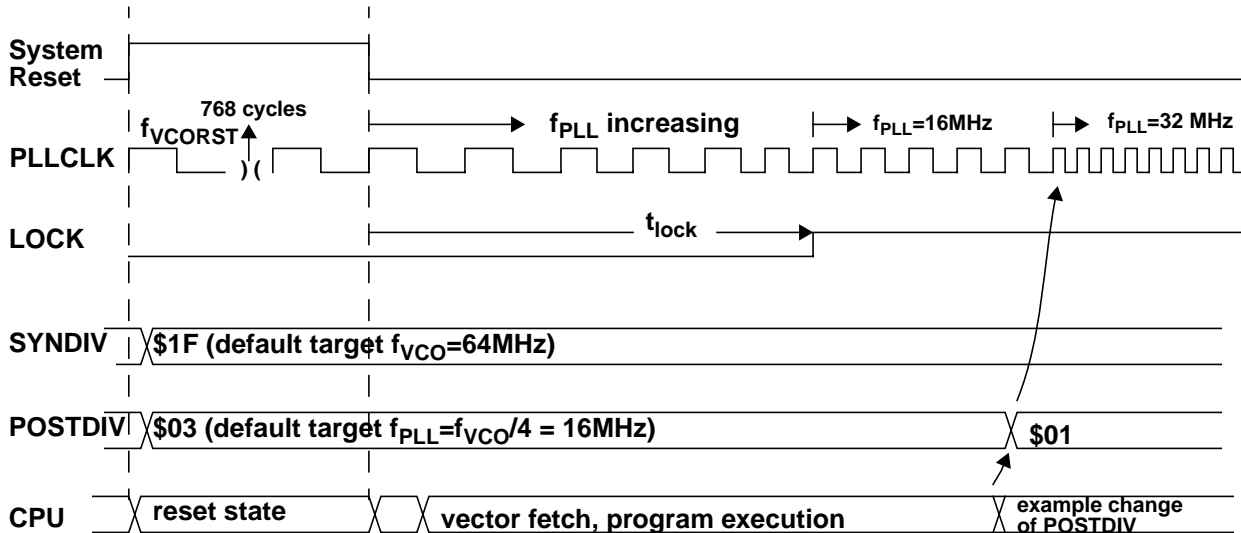 System
Reset
768 cycles
fVCORST
fPLL increasing
fPLL=16MHz
fPLL=32 MHz
PLLCLK
) (
tlock
LOCK
SYNDIV
$1F (default target fVCO=64MHz)
POSTDIV
$03 (default target fPLL=fVCO/4 = 16MHz)
$01
CPU
reset state
vector fetch, program execution
example change
of POSTDIV